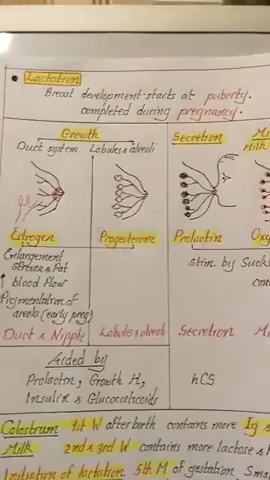 Lactation
Breast development starts at puberty.
completed during pregnancy.
Growth
Duct system
Lobules & alveoli
Secretion
Milk
Estrogen
Progesterone
Prolactin
Enlargement
stroma & fat
↑ blood flow
Pigmentation of
areola (early preg)
stim. by Suck
Duct & Nipple
Lobules & alveoli
Secretion
Aided by
Prolactin, Growth H,
Insulin & Glucocorticoids
hCS
Colostrum 1st W after birth contains more Ig
Milk 2nd & 3rd W contains more lactose &
Initiation of lactation 5th M of gestation.